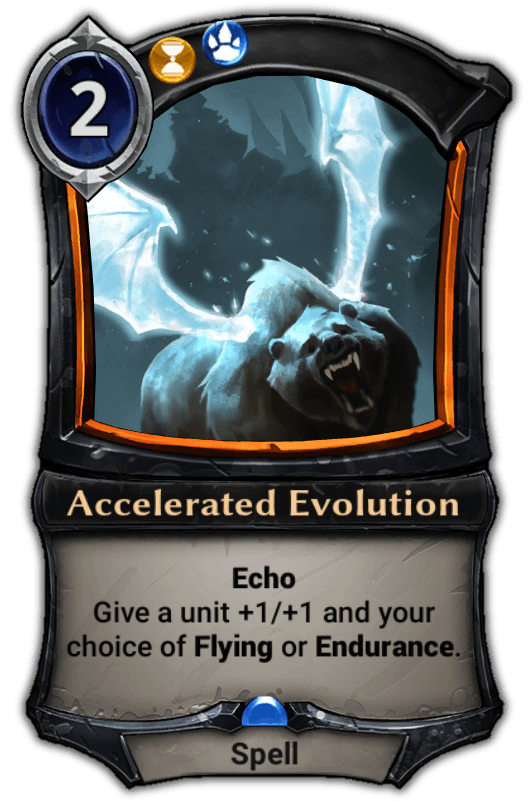 2
Accelerated Evolution
Echo
Give a unit +1/+1 and your
choice of Flying or Endurance.
Spell